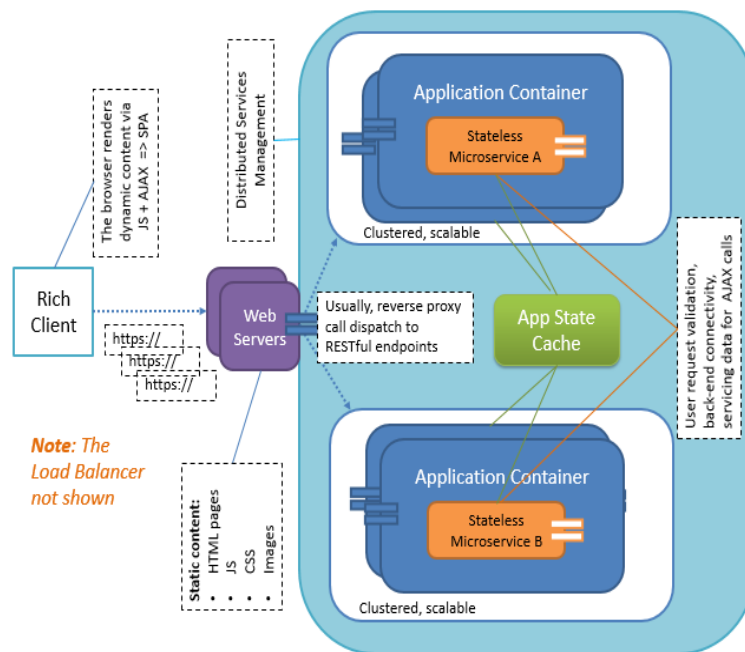 The browser renders
dynamic content via
JS + AJAX => SPA
Distributed Services
Management
Application Container
Stateless
Microservice A
Clustered, scalable
Rich
Client
https://
https://
https://
Web
Servers
Usually, reverse proxy
call dispatch to
RESTful endpoints
App State
Cache
User request validation,
back-end connectivity,
servicing data for AJAX calls
Note: The
Load Balancer
not shown
Static content:
• HTML pages
• JS
• CSS
• Images
Application Container
Stateless
Microservice B
Clustered, scalable